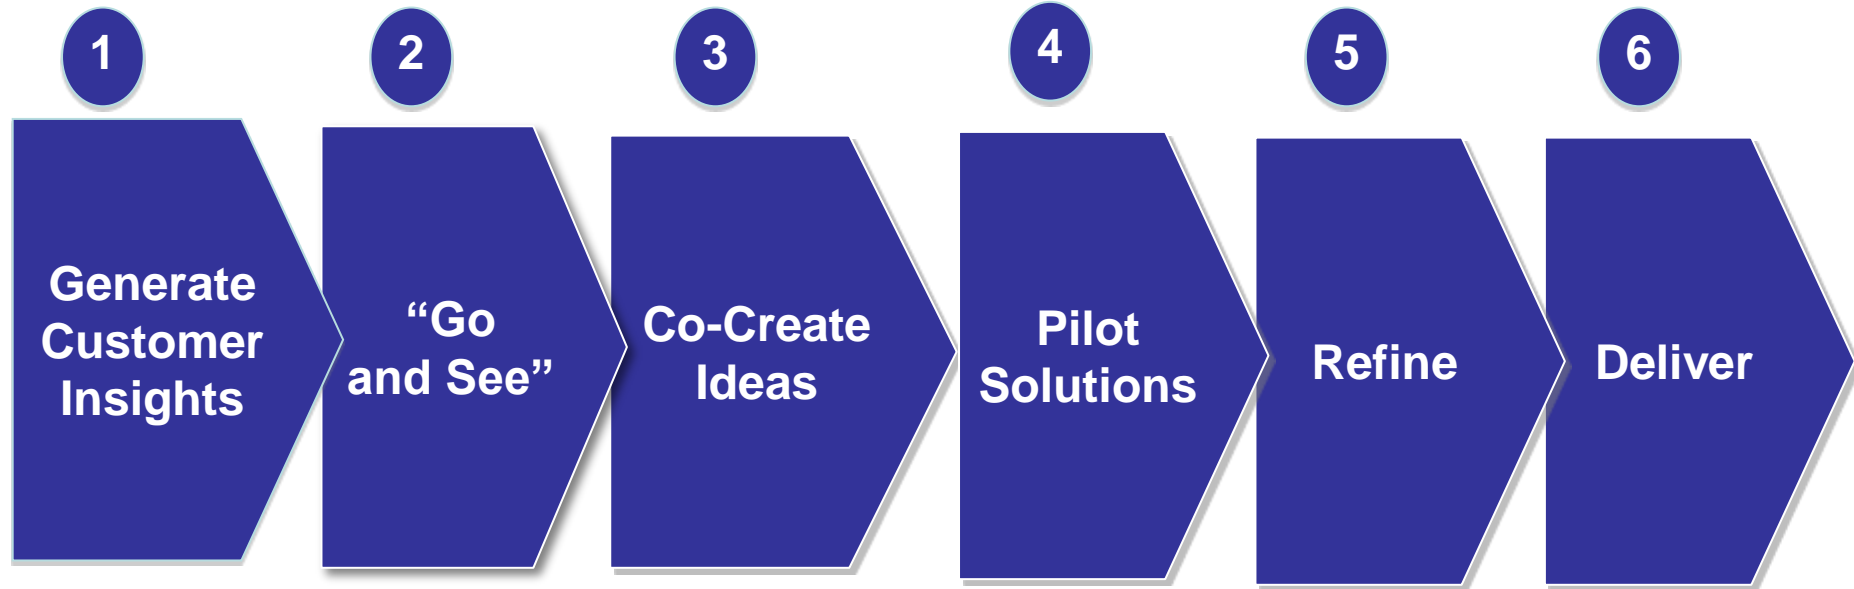 1
2
3
4
5
6
Generate
Customer
Insights
“Go
and See”
Co-Create
Ideas
Pilot
Solutions
Refine
Deliver